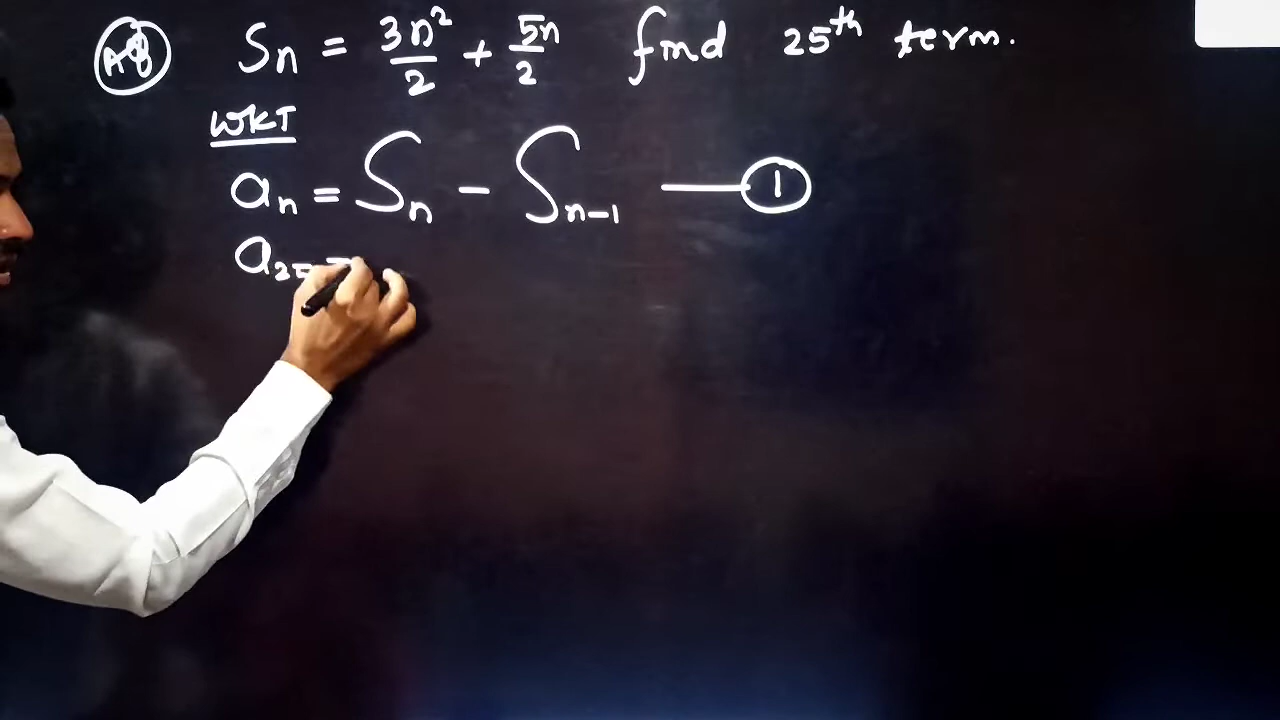 Sn = 3n²/2 + 5n/2 find 25th term.
WKT
an = Sn - Sn-1 —— 1
a25 =